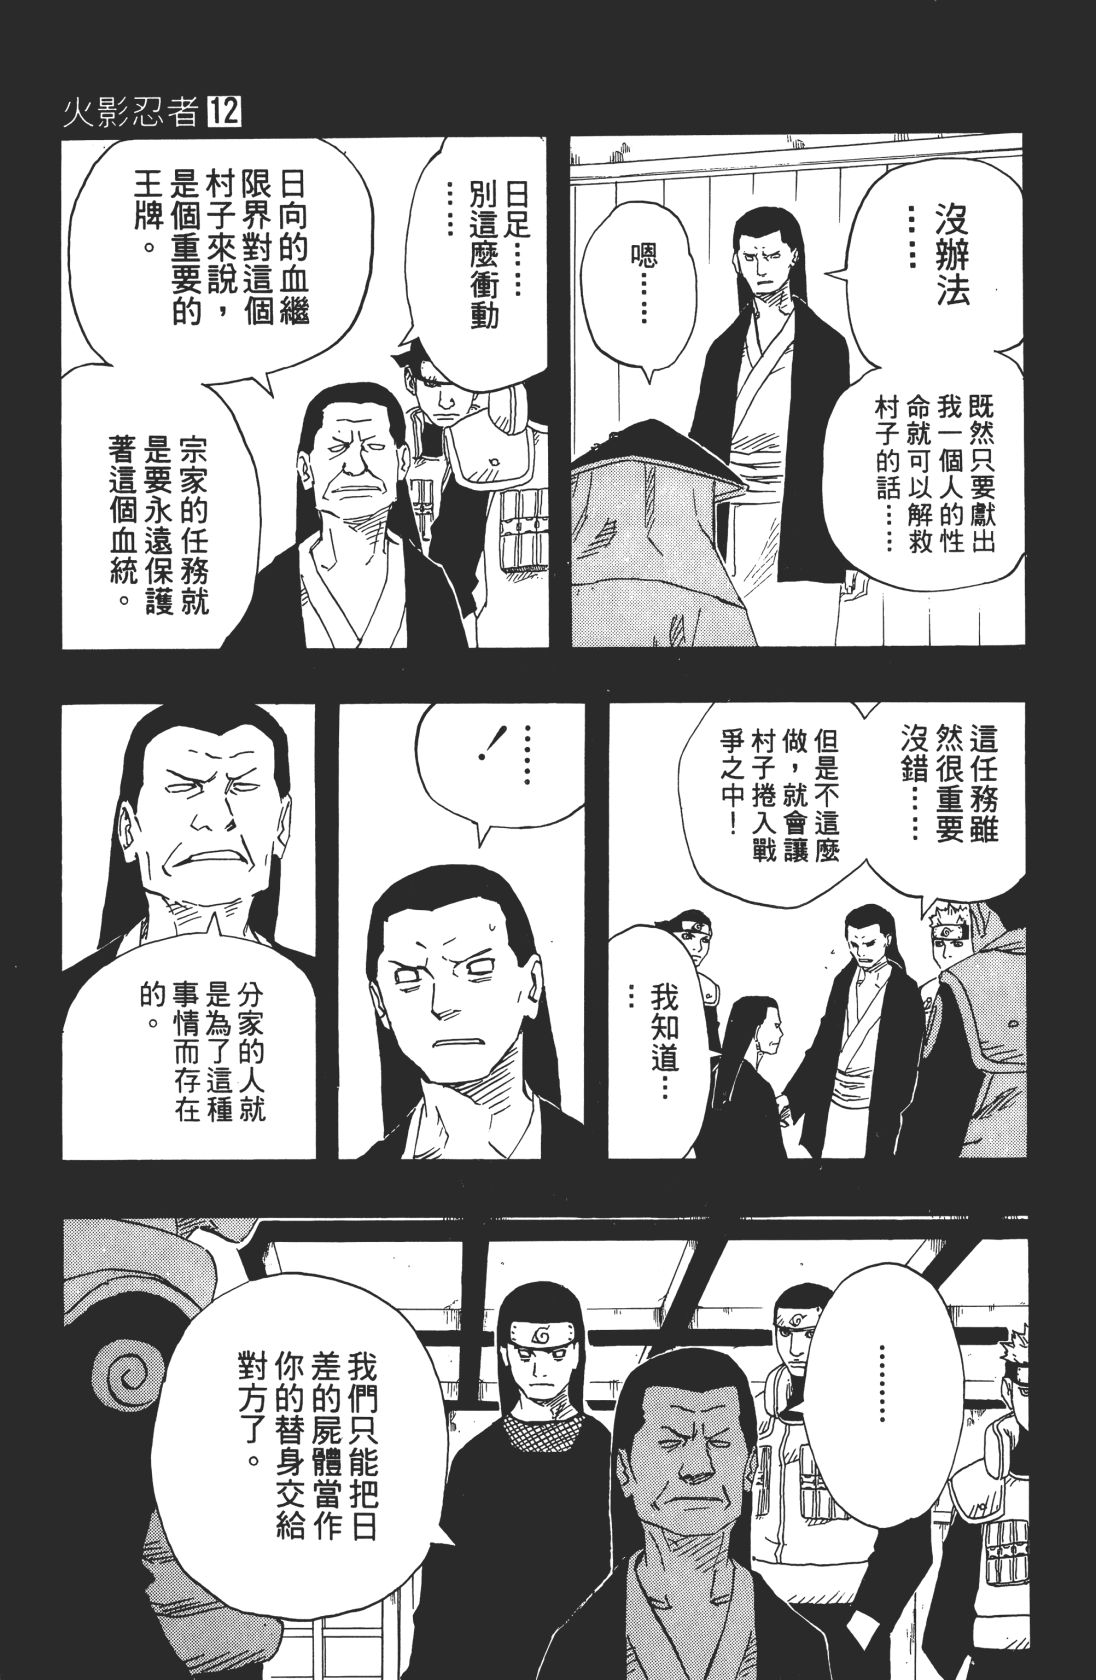 火影忍者12
沒辦法
……
既然只要獻出
我一個人的性
命就可以解救
村子的話……
嗯……
日足……
別這麼衝動
……
日向的血繼
限界對這個
村子來說，
是個重要的
王牌。
宗家的任務就
是要永遠保護
著這個血統。
這任務雖
然很重要
沒錯……
但是不這麼
做，就會讓
村子捲入戰
爭之中！
我知道…
…
……
！
分家的人就
是為了這種
事情而存在
的。
……
我們只能把日
差的屍體當作
你的替身交給
對方了。